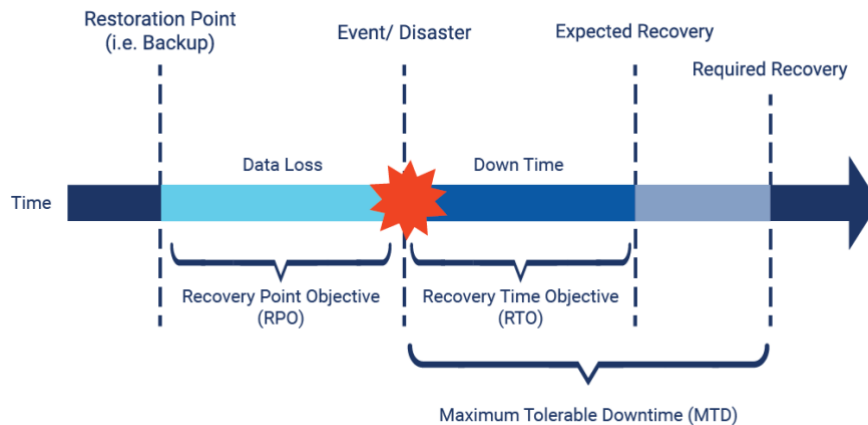 Restoration Point
(i.e. Backup)
Event/ Disaster
Expected Recovery
Required Recovery
Data Loss
Down Time
Time
Recovery Point Objective
(RPO)
Recovery Time Objective
(RTO)
Maximum Tolerable Downtime (MTD)